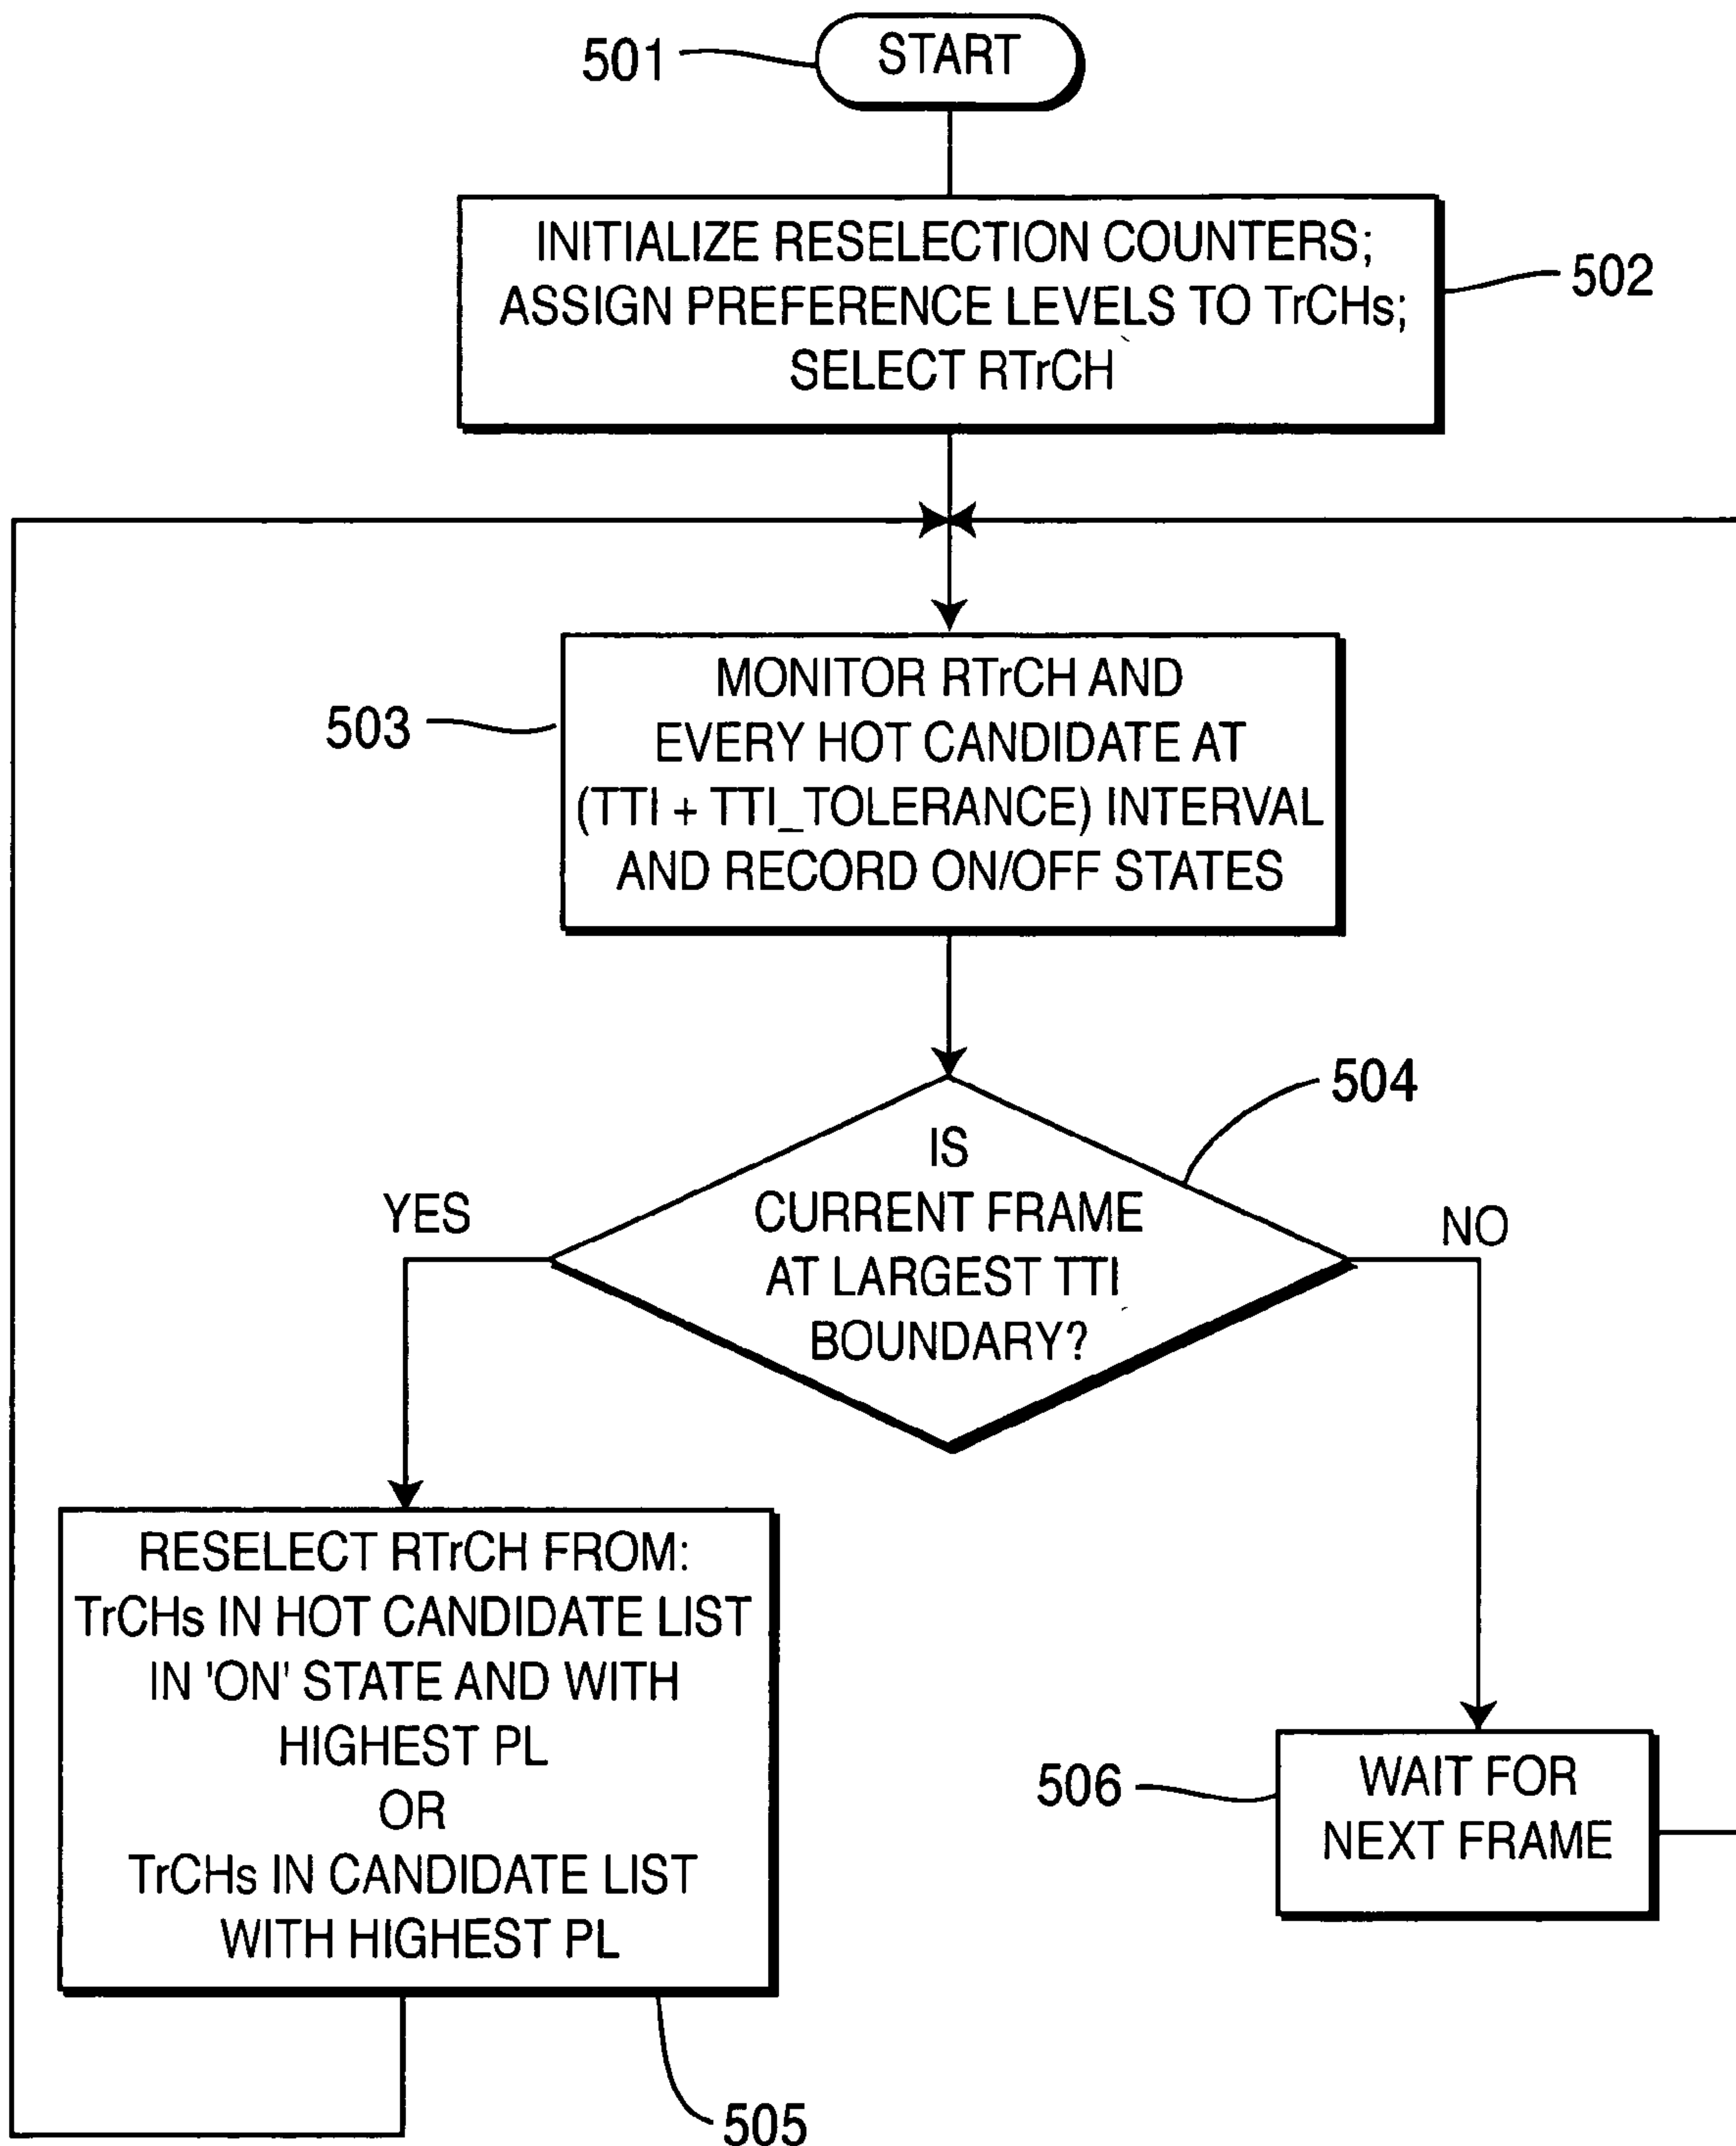 501
START
INITIALIZE RESELECTION COUNTERS;
ASSIGN PREFERENCE LEVELS TO TrCHs;
SELECT RTrCH
502
MONITOR RTrCH AND
EVERY HOT CANDIDATE AT
(TTI + TTI_TOLERANCE) INTERVAL
AND RECORD ON/OFF STATES
503
504
IS
CURRENT FRAME
AT LARGEST TTI
BOUNDARY?
YES
NO
RESELECT RTrCH FROM:
TrCHs IN HOT CANDIDATE LIST
IN 'ON' STATE AND WITH
HIGHEST PL
OR
TrCHs IN CANDIDATE LIST
WITH HIGHEST PL
505
506
WAIT FOR
NEXT FRAME